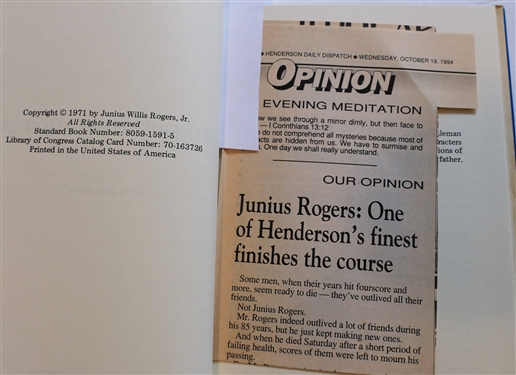 Copyright © 1971 by Junius Willis Rogers, Jr.
All Rights Reserved
Standard Book Number: 8059-1591-5
Library of Congress Catalog Card Number: 70-163726
Printed in the United States of America
• HENDERSON DAILY DISPATCH • WEDNESDAY, OCTOBER 19, 1994
OPINION
EVENING MEDITATION
ow we see through a mirror dimly, but then face to
— I Corinthians 13:12
e do not comprehend all mysteries because most of
acts are hidden from us. We have to surmise and
One day we shall really understand.
OUR OPINION
Junius Rogers: One
of Henderson's finest
finishes the course
Some men, when their years hit fourscore and
more, seem ready to die — they've outlived all their
friends.
Not Junius Rogers.
Mr. Rogers indeed outlived a lot of friends during
his 85 years, but he just kept making new ones.
And when he died Saturday after a short period of
failing health, scores of them were left to mourn his
passing.
leman
racters
ions of
father.